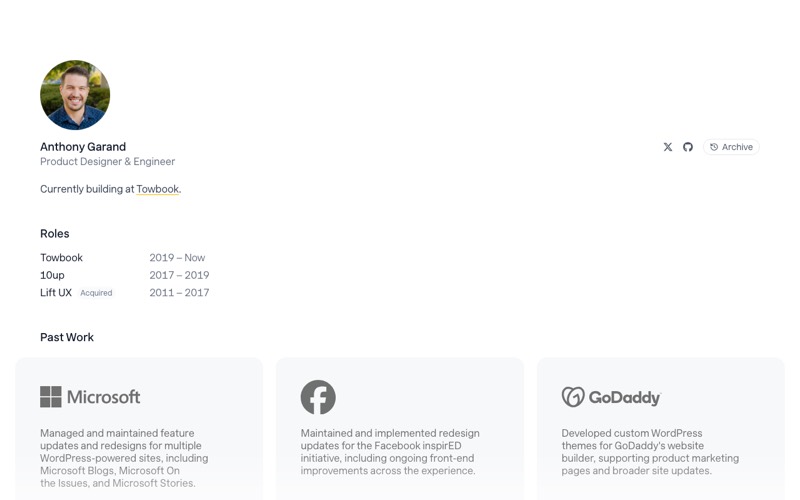 Anthony Garand
Product Designer & Engineer
Archive
Currently building at Towbook.
Roles
Towbook 2019 – Now
10up 2017 – 2019
Lift UX Acquired 2011 – 2017
Past Work
Microsoft
Managed and maintained feature
updates and redesigns for multiple
WordPress-powered sites, including
Microsoft Blogs, Microsoft On
the Issues, and Microsoft Stories.
Maintained and implemented redesign
updates for the Facebook inspirED
initiative, including ongoing front-end
improvements across the experience.
GoDaddy
Developed custom WordPress
themes for GoDaddy's website
builder, supporting product marketing
pages and broader site updates.